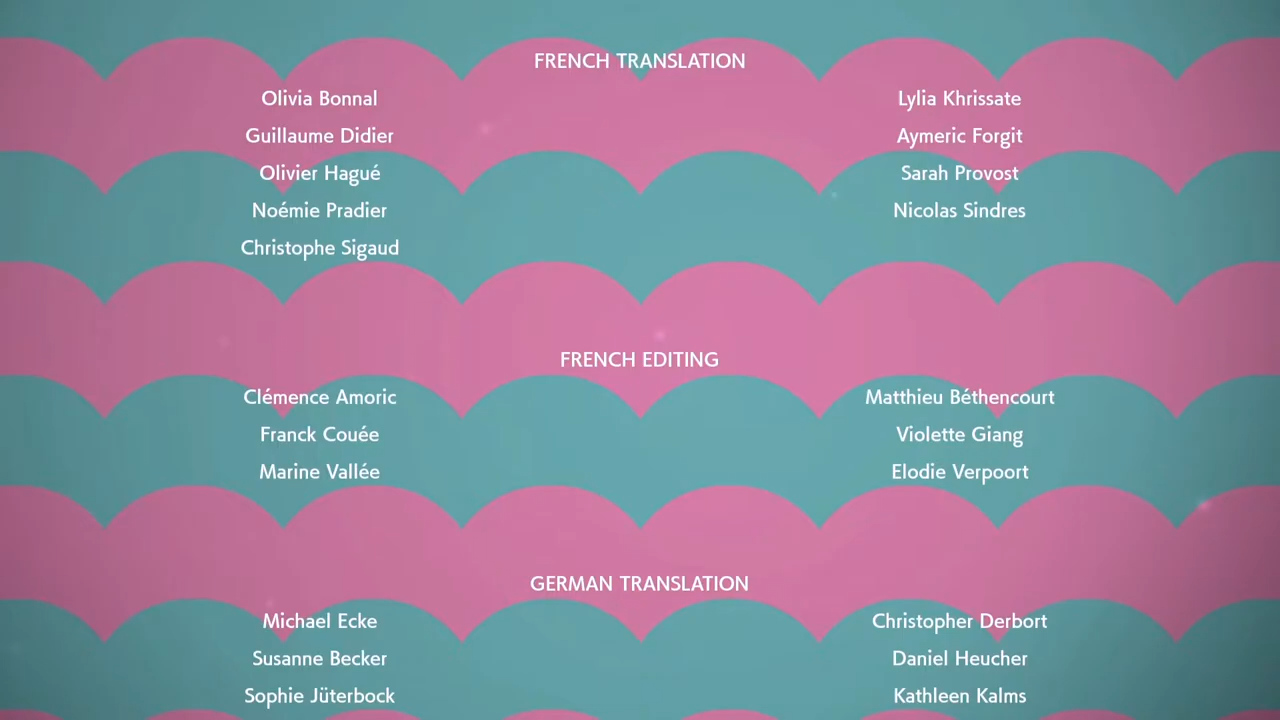 FRENCH TRANSLATION
Olivia Bonnal Lylia Khrissate
Guillaume Didier Aymeric Forgit
Olivier Hagué Sarah Provost
Noémie Pradier Nicolas Sindres
Christophe Sigaud
FRENCH EDITING
Clémence Amoric Matthieu Béthencourt
Franck Couée Violette Giang
Marine Vallée Elodie Verpoort
GERMAN TRANSLATION
Michael Ecke Christopher Derbort
Susanne Becker Daniel Heucher
Sophie Jüterbock Kathleen Kalms